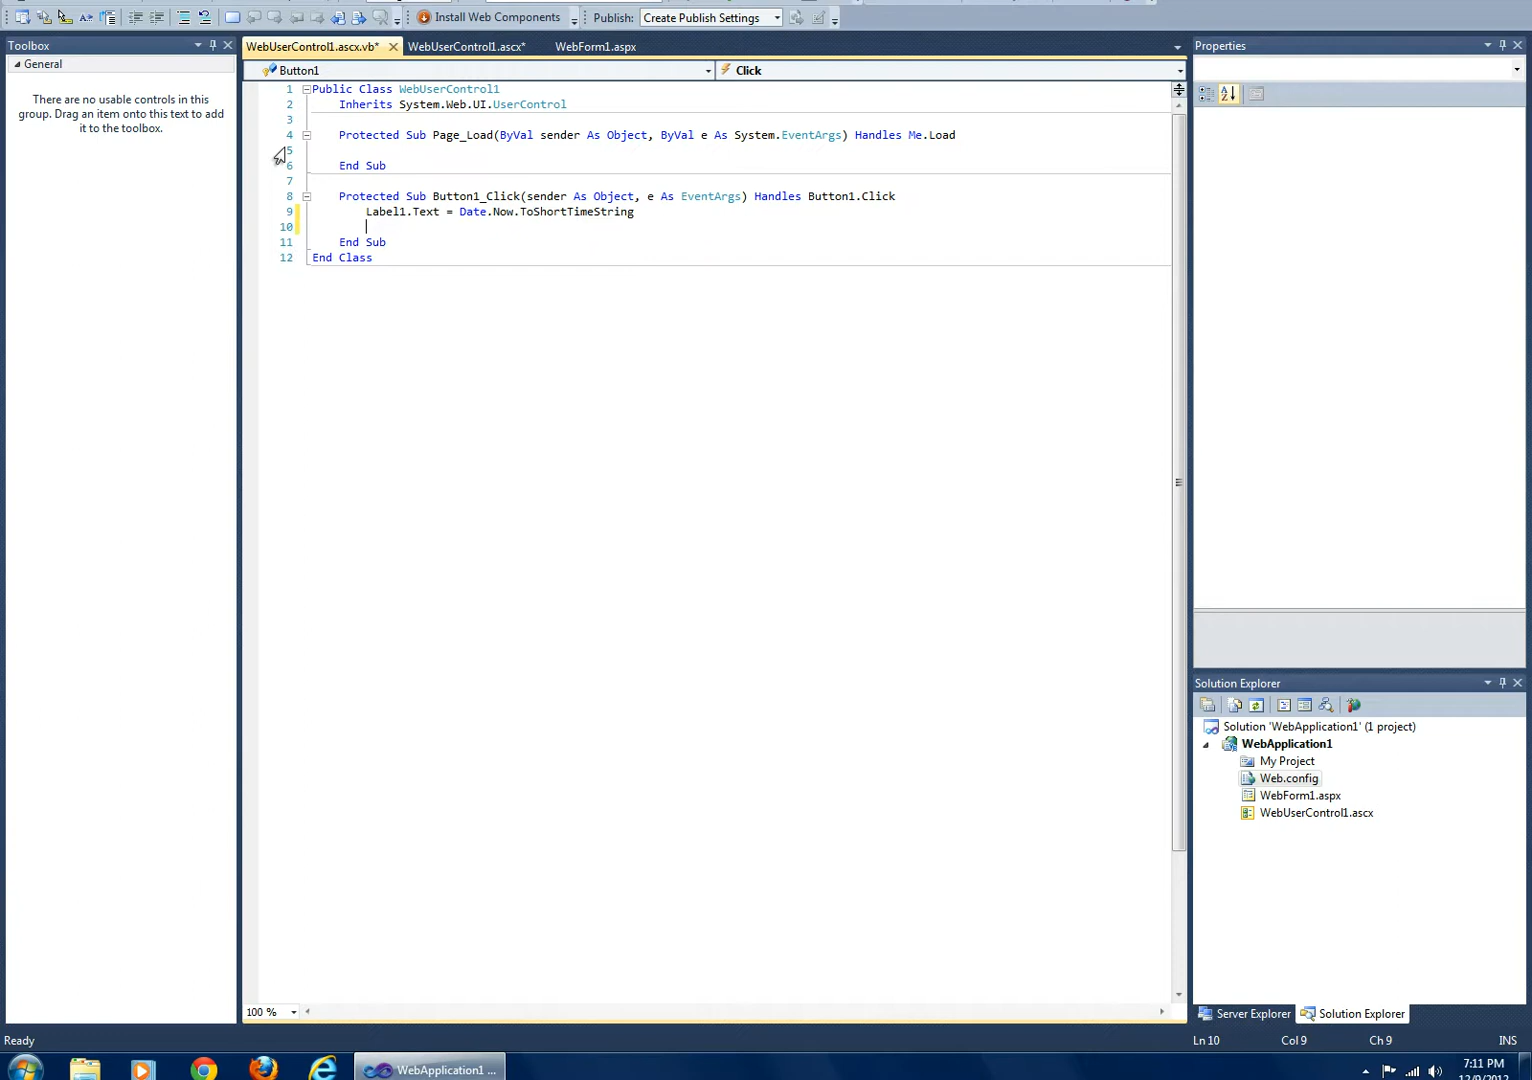 Install Web Components
Publish:
Create Publish Settings
Toolbox
General
There are no usable controls in this
group. Drag an item onto this text to add
it to the toolbox.
WebUserControl1.ascx.vb*
WebUserControl1.ascx*
WebForm1.aspx
Button1
Click
1 Public Class WebUserControl1
2 Inherits System.Web.UI.UserControl
3
4 Protected Sub Page_Load(ByVal sender As Object, ByVal e As System.EventArgs) Handles Me.Load
5
6 End Sub
7
8 Protected Sub Button1_Click(sender As Object, e As EventArgs) Handles Button1.Click
9 Label1.Text = Date.Now.ToShortTimeString
10
11 End Sub
12 End Class
100 %
Properties
Solution Explorer
Solution 'WebApplication1' (1 project)
WebApplication1
My Project
Web.config
WebForm1.aspx
WebUserControl1.ascx
Server Explorer
Solution Explorer
Ready
Ln 10
Col 9
Ch 9
INS
WebApplication1 ...
7:11 PM
12/9/2012